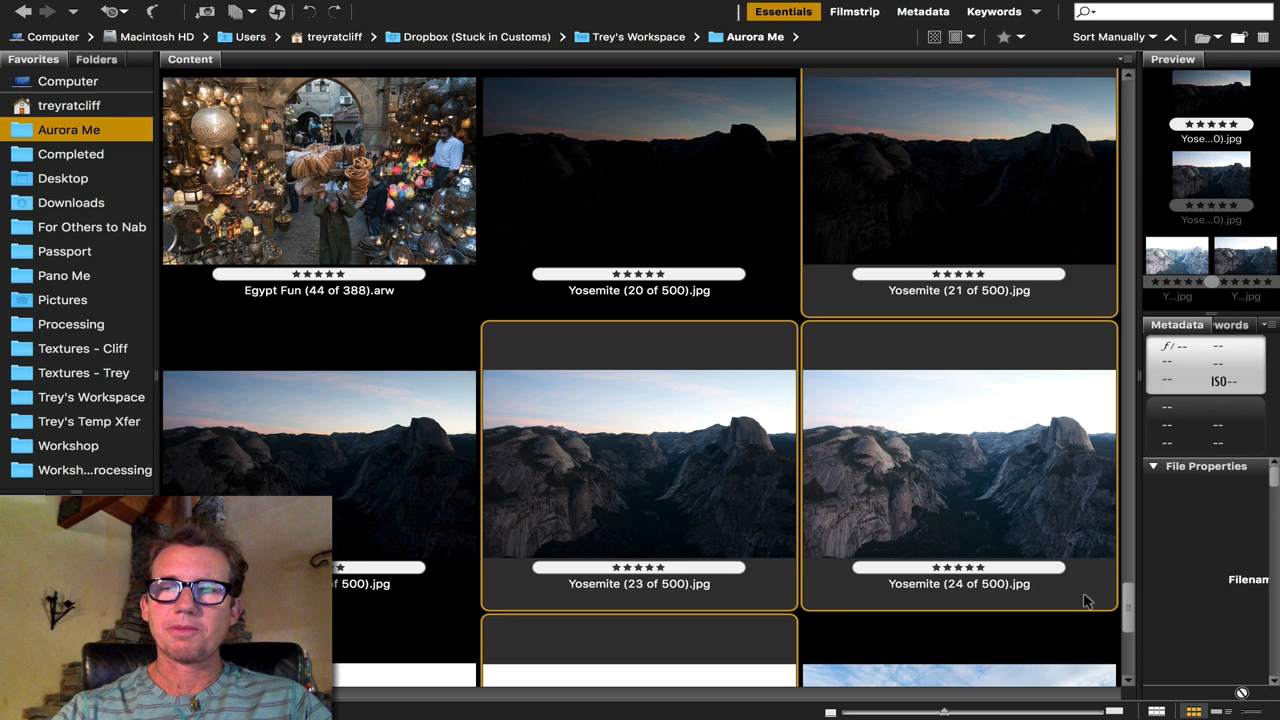 Essentials Filmstrip Metadata Keywords
Computer Macintosh HD Users treyratcliff Dropbox (Stuck in Customs) Trey's Workspace Aurora Me Sort Manually
Favorites Folders
Computer
treyratcliff
Aurora Me
Completed
Desktop
Downloads
For Others to Nab
Passport
Pano Me
Pictures
Processing
Textures - Cliff
Textures - Trey
Trey's Workspace
Trey's Temp Xfer
Workshop
Worksh...rocessing
Content
Egypt Fun (44 of 388).arw
Yosemite (20 of 500).jpg
Yosemite (21 of 500).jpg
f 500).jpg
Yosemite (23 of 500).jpg
Yosemite (24 of 500).jpg
Preview
Yose...0).jpg
Yose...0).jpg
Y....jpg
Y....jpg
Metadata words
f/ -- --
-- --
-- ISO--
--
-- --
-- --
File Properties
Filenam